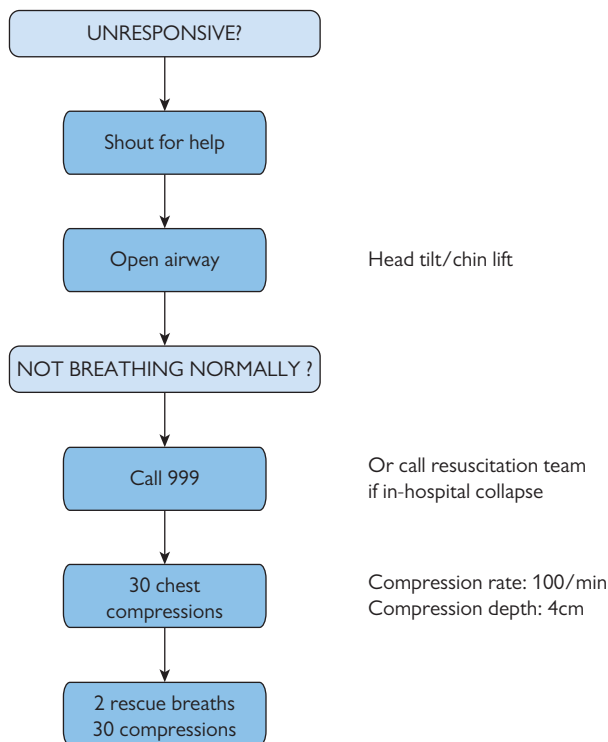 UNRESPONSIVE?
Shout for help
Open airway
Head tilt/chin lift
NOT BREATHING NORMALLY ?
Call 999
Or call resuscitation team
if in-hospital collapse
30 chest
compressions
Compression rate: 100/min
Compression depth: 4cm
2 rescue breaths
30 compressions